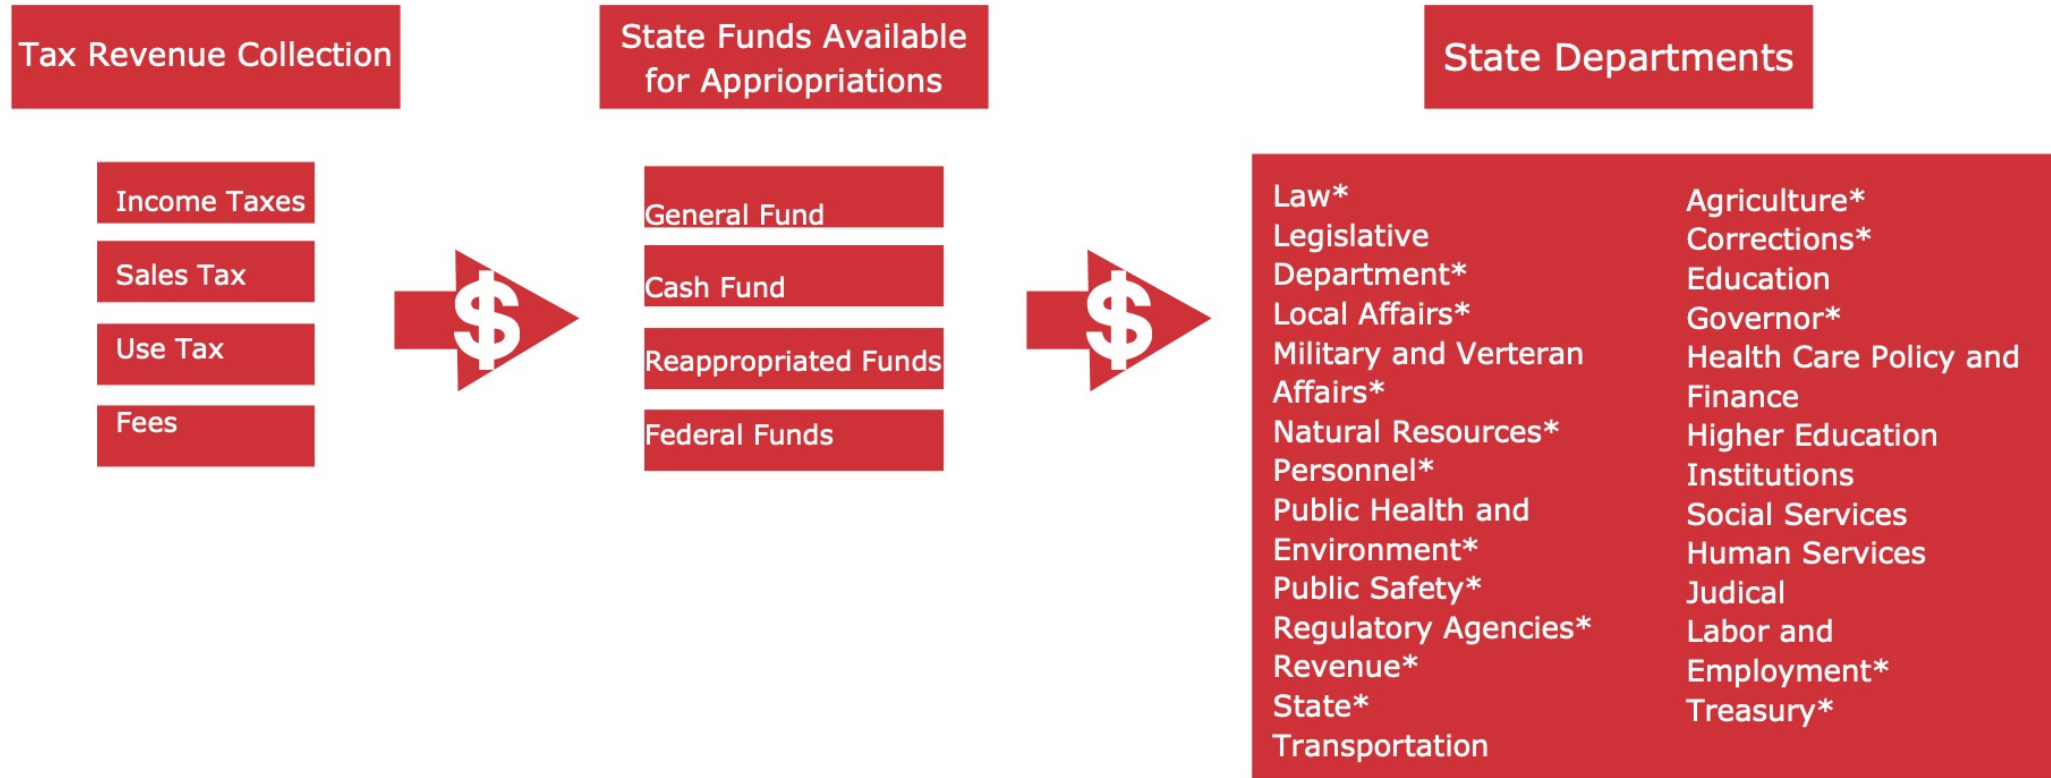 Tax Revenue Collection
State Funds Available
for Appriopriations
State Departments
Income Taxes
Sales Tax
Use Tax
Fees
$
General Fund
Cash Fund
Reappropriated Funds
Federal Funds
$
Law*
Legislative
Department*
Local Affairs*
Military and Verteran
Affairs*
Natural Resources*
Personnel*
Public Health and
Environment*
Public Safety*
Regulatory Agencies*
Revenue*
State*
Transportation
Agriculture*
Corrections*
Education
Governor*
Health Care Policy and
Finance
Higher Education
Institutions
Social Services
Human Services
Judical
Labor and
Employment*
Treasury*